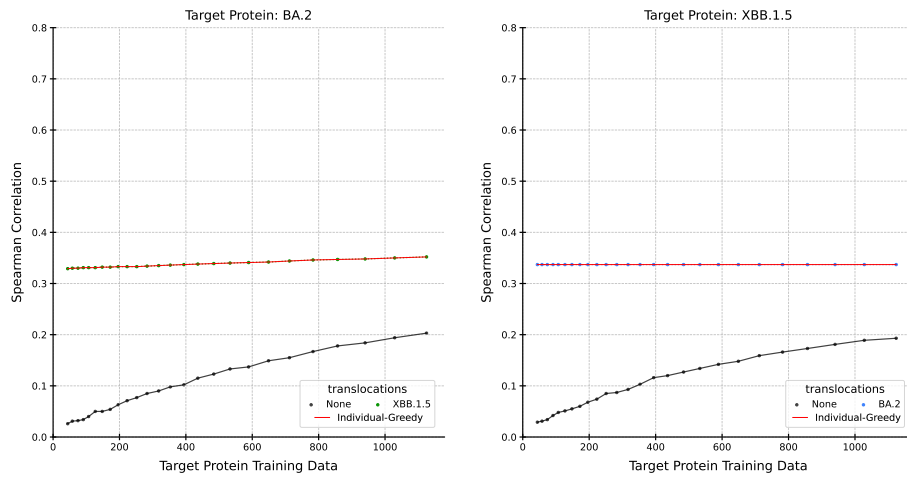 Target Protein: BA.2
0.8
0.7
0.6
0.5
0.4
0.3
0.2
0.1
0.0
Spearman Correlation
0
200
400
600
800
1000
Target Protein Training Data
translocations
None
XBB.1.5
Individual-Greedy
Target Protein: XBB.1.5
0.8
0.7
0.6
0.5
0.4
0.3
0.2
0.1
0.0
Spearman Correlation
0
200
400
600
800
1000
Target Protein Training Data
translocations
None
BA.2
Individual-Greedy